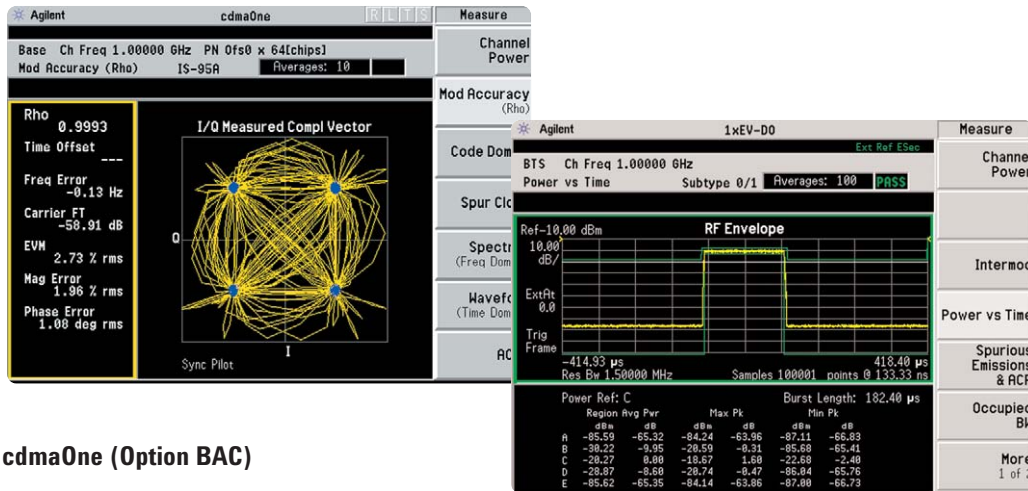 Agilent cdmaOne R L T S Measure
Base Ch Freq 1.00000 GHz PN Ofs0 x 64[chips]
Mod Accuracy (Rho) IS-95A Averages: 10
Channel
Power
Mod Accuracy
(Rho)
Code Dom
Spur Clo
Spectr
(Freq Dom
Wavefo
(Time Dom
AC
Rho
0.9993
Time Offset
---
Freq Error
-0.13 Hz
Carrier FT
-58.91 dB
EVM
2.73 % rms
Mag Error
1.96 % rms
Phase Error
1.08 deg rms
I/Q Measured Compl Vector
Q
I
Sync Pilot
Agilent 1xEV-DO Measure
Ext Ref ESec
BTS Ch Freq 1.00000 GHz
Power vs Time Subtype 0/1 Averages: 100 PASS
Channe
Power
Intermod
Power vs Time
Spurious
Emissions
& ACP
Occupied
BW
More
1 of 2
Ref-10.00 dBm RF Envelope
10.00
dB/
ExtAt
0.0
Trig
Frame
-414.93 µs 418.40 µs
Res Bw 1.50000 MHz Samples 100001 points @ 133.33 ns
Power Ref: C Burst Length: 182.40 µs
Region Avg Pwr Max Pk Min Pk
dBm dB dBm dB dBm dB
A -85.59 -65.32 -84.24 -63.96 -87.11 -66.83
B -30.22 -9.95 -20.59 -0.31 -85.68 -65.41
C -20.27 0.00 -18.67 1.60 -22.68 -2.40
D -28.87 -8.60 -20.74 -0.47 -86.04 -65.76
E -85.62 -65.35 -84.14 -63.86 -87.00 -66.73
cdmaOne (Option BAC)